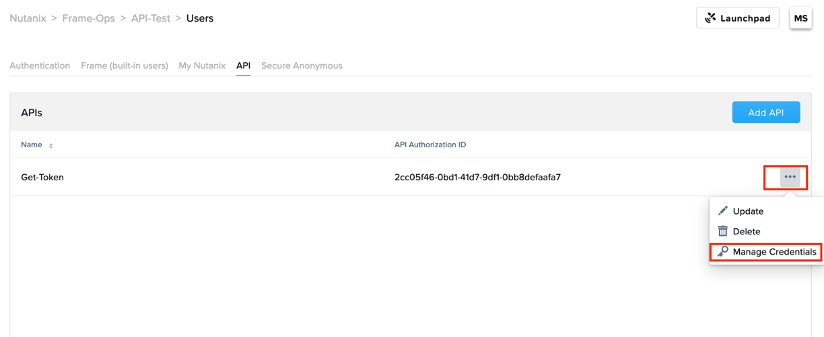 Nutanix > Frame-Ops > API-Test > Users
Launchpad
MS
Authentication Frame (built-in users) My Nutanix API Secure Anonymous
APIs
Add API
Name API Authorization ID
Get-Token 2cc05f46-0bd1-41d7-9df1-0bb8defaafa7
Update
Delete
Manage Credentials